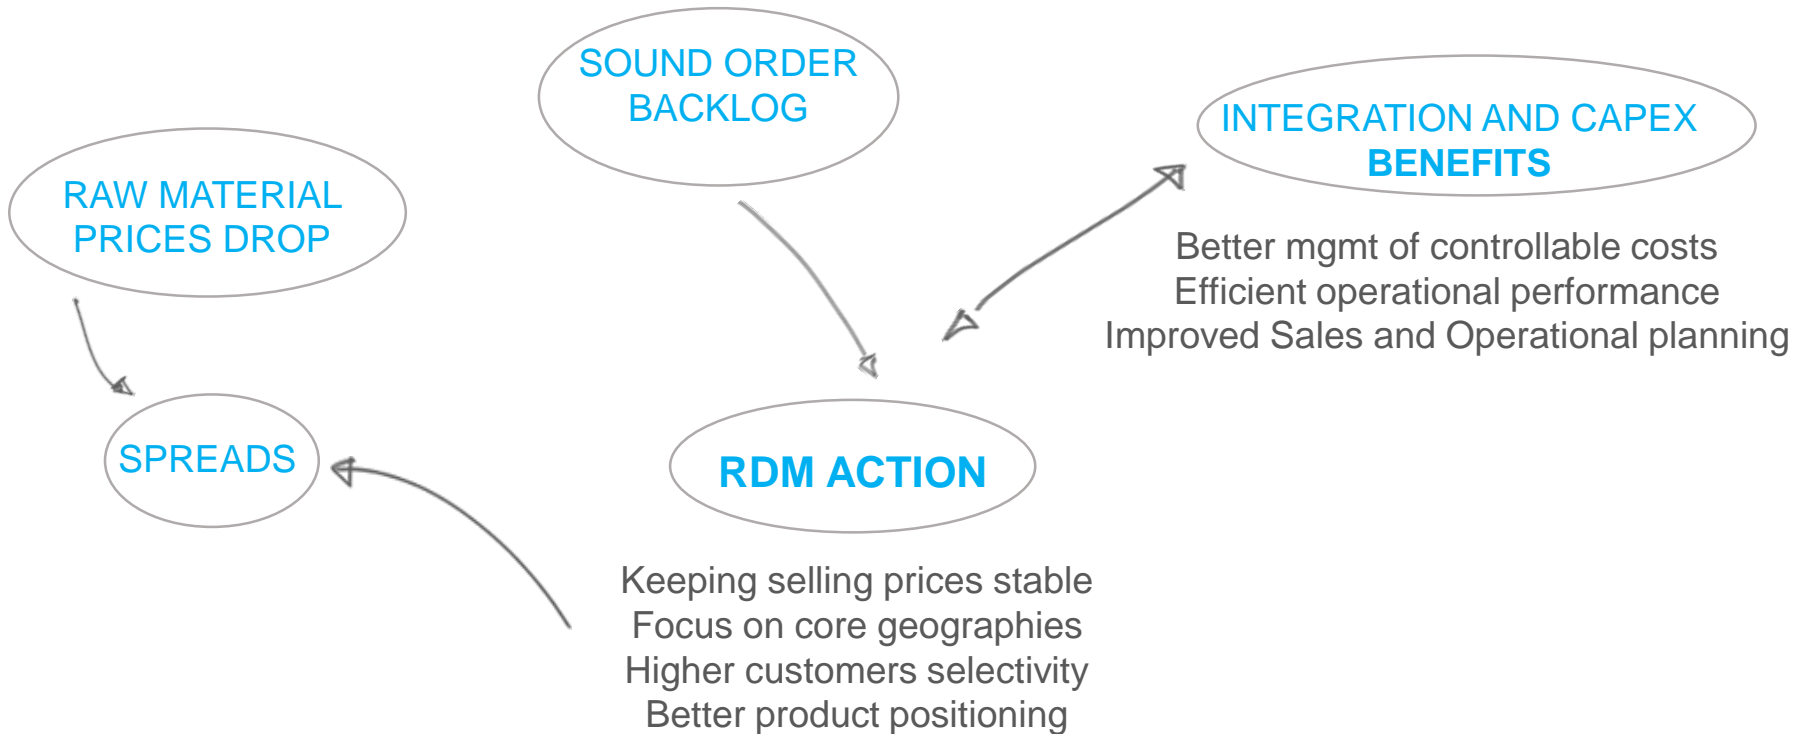 SOUND ORDER
BACKLOG
INTEGRATION AND CAPEX
BENEFITS
RAW MATERIAL
PRICES DROP
Better mgmt of controllable costs
Efficient operational performance
Improved Sales and Operational planning
SPREADS
RDM ACTION
Keeping selling prices stable
Focus on core geographies
Higher customers selectivity
Better product positioning